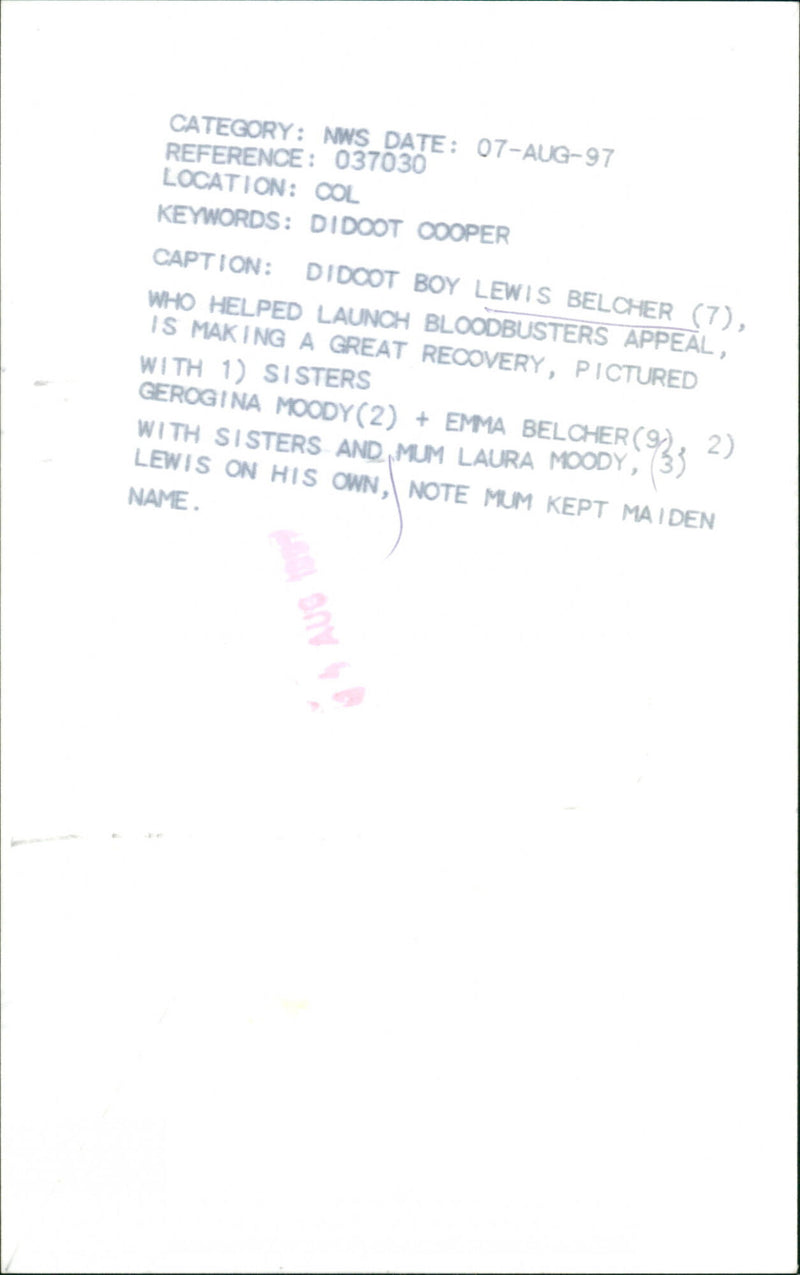 CATEGORY: NWS DATE: 07-AUG-97
REFERENCE: 037030
LOCATION: COL
KEYWORDS: DIDCOT COOPER
CAPTION: DIDCOT BOY LEWIS BELCHER (7),
WHO HELPED LAUNCH BLOODBUSTERS APPEAL,
IS MAKING A GREAT RECOVERY, PICTURED
WITH 1) SISTERS
GEROGINA MOODY(2) + EMMA BELCHER(9), 2)
WITH SISTERS AND MUM LAURA MOODY, (3)
LEWIS ON HIS OWN, NOTE MUM KEPT MAIDEN
NAME.
AUG